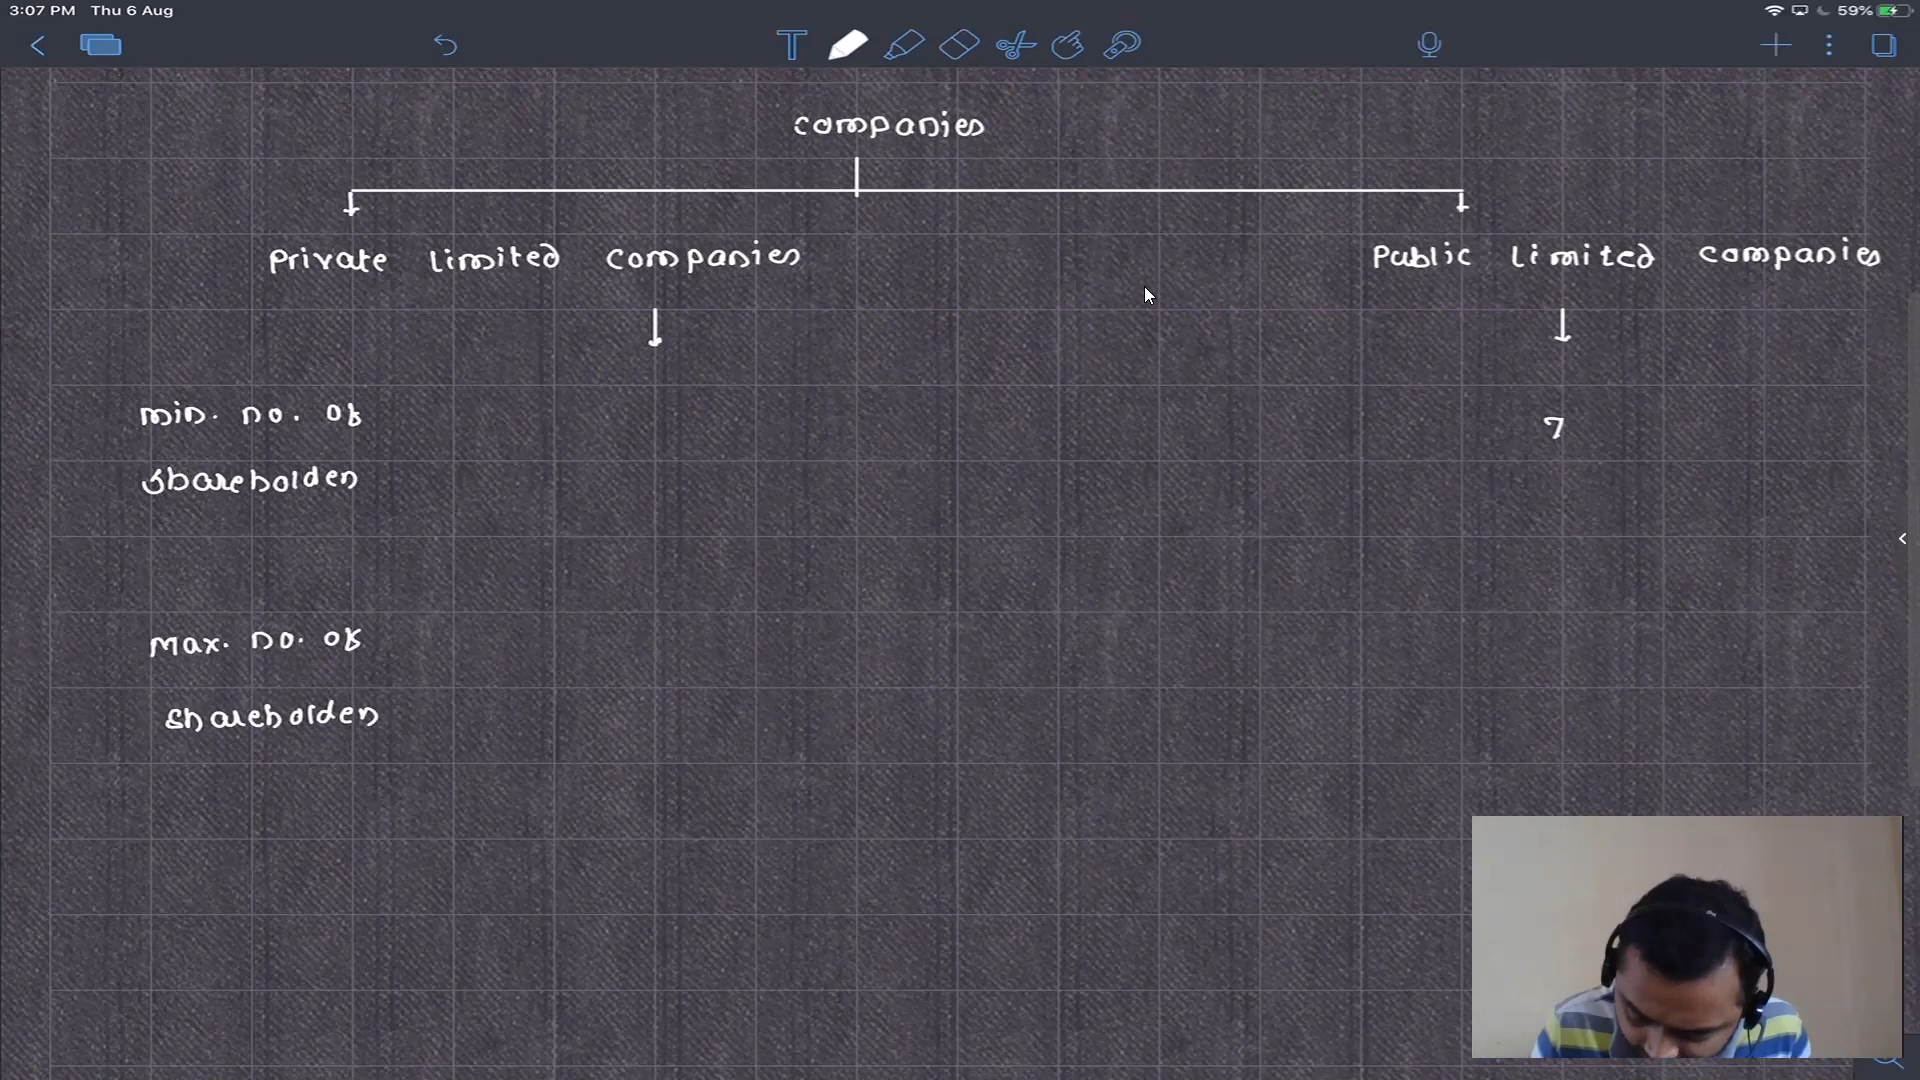 3:07 PM Thu 6 Aug
59%
T
companies
Private Limited Companies
Public Limited Companies
Min. no. of
7
Shareholders
Max. no. of
Shareholders